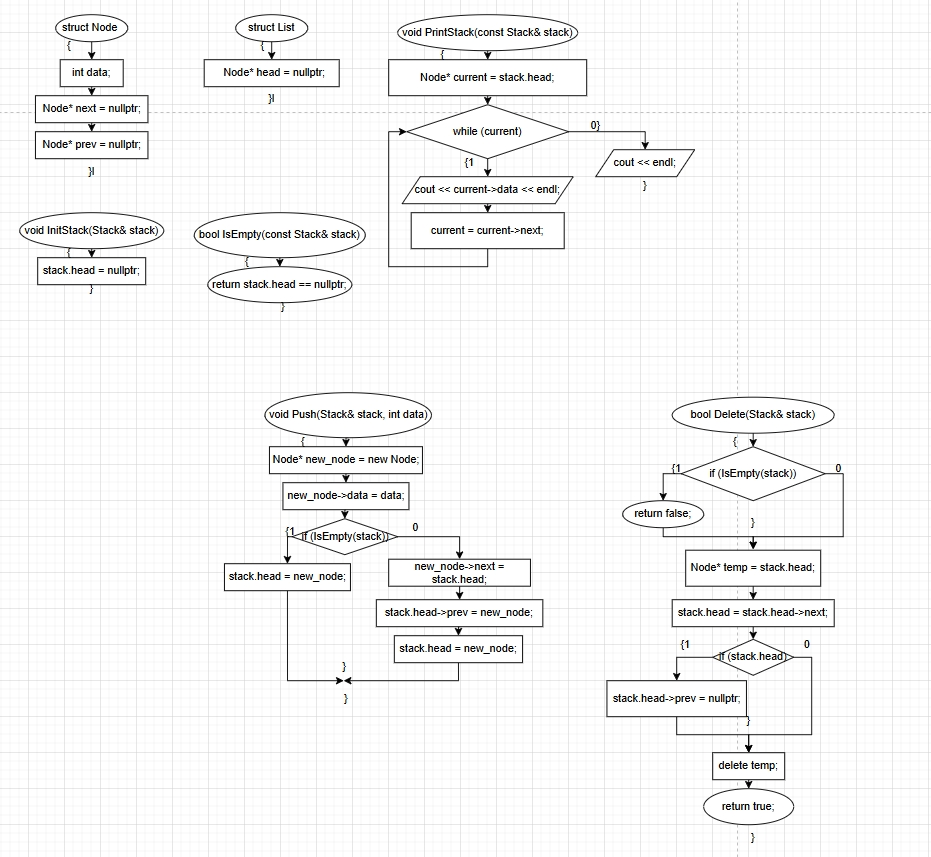 struct Node
{
int data;
Node* next = nullptr;
Node* prev = nullptr;
}|
struct List
{
Node* head = nullptr;
}|
void PrintStack(const Stack& stack)
{
Node* current = stack.head;
while (current)
0}
{1
cout << endl;
}
cout << current->data << endl;
current = current->next;
void InitStack(Stack& stack)
{
stack.head = nullptr;
}
bool IsEmpty(const Stack& stack)
{
return stack.head == nullptr;
}
void Push(Stack& stack, int data)
{
Node* new_node = new Node;
new_node->data = data;
{1
if (IsEmpty(stack))
0
stack.head = new_node;
new_node->next =
stack.head;
stack.head->prev = new_node;
stack.head = new_node;
}
}
bool Delete(Stack& stack)
{
{1
if (IsEmpty(stack))
0
return false;
}
Node* temp = stack.head;
stack.head = stack.head->next;
{1
if (stack.head)
0
stack.head->prev = nullptr;
}
delete temp;
return true;
}